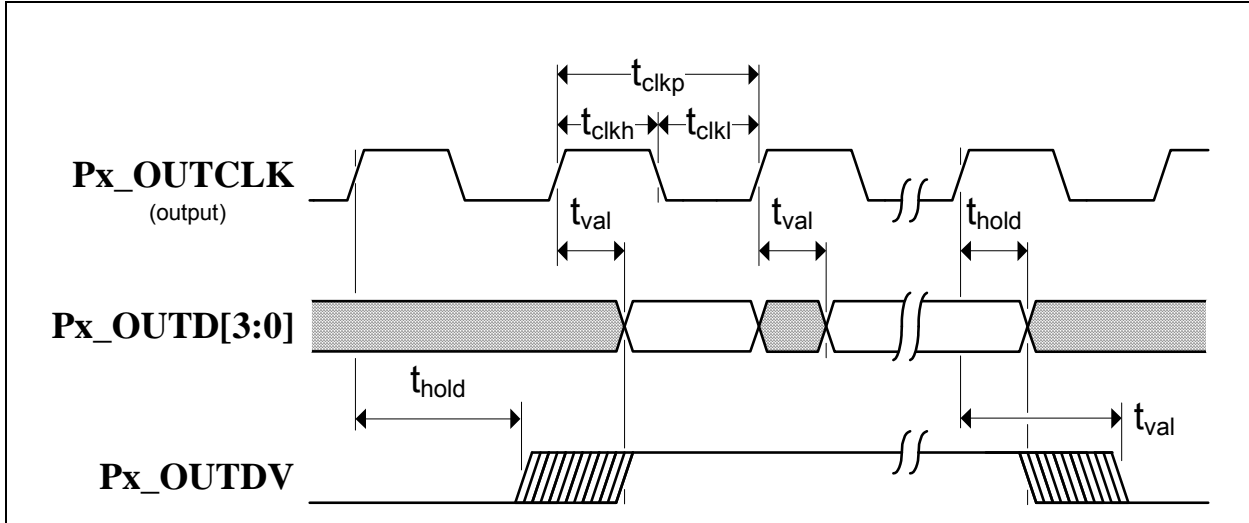 tclkp
tclkh
tclkl
Px_OUTCLK
(output)
tval
tval
thold
Px_OUTD[3:0]
thold
tval
Px_OUTDV